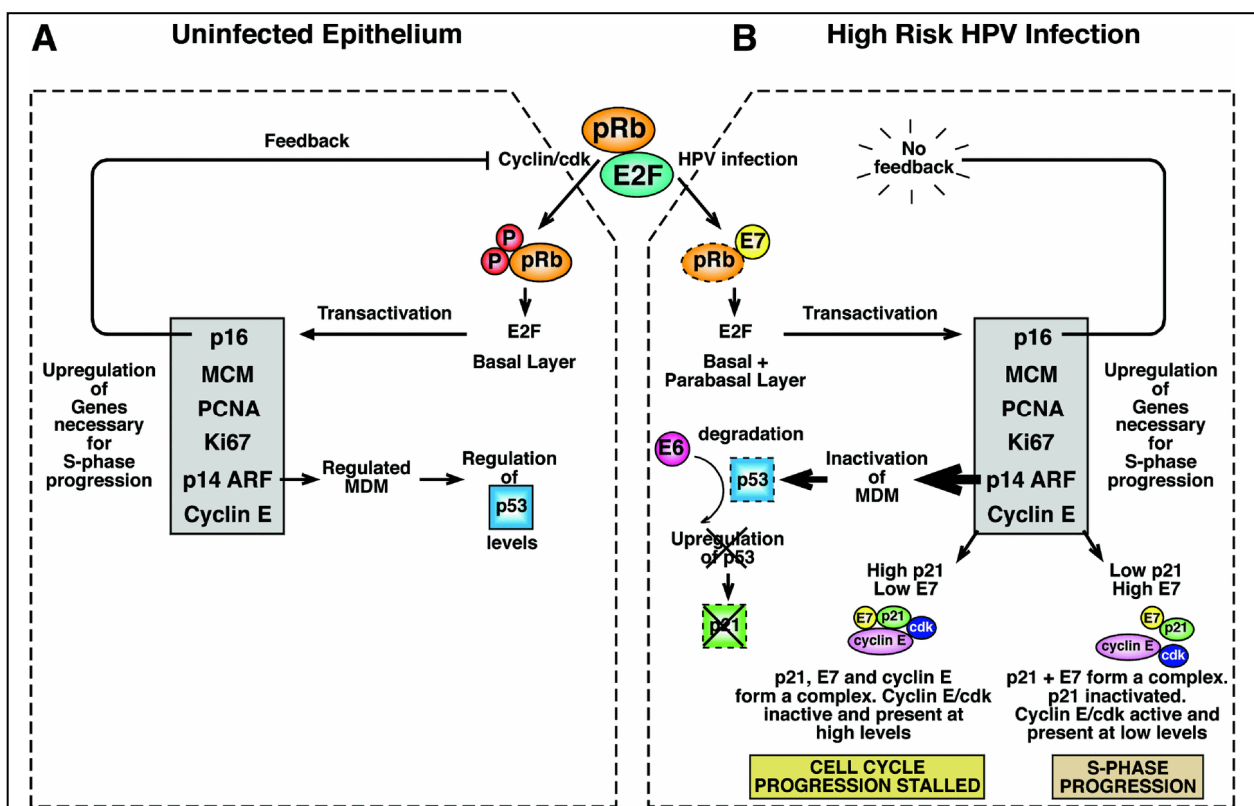 A
Uninfected Epithelium
B
High Risk HPV Infection
pRb
E2F
Feedback
Cyclin/cdk
HPV infection
No
feedback
P
P
pRb
E2F
Basal Layer
Transactivation
pRb
E7
E2F
Basal +
Parabasal Layer
Transactivation
Upregulation
of
Genes
necessary
for
S-phase
progression
p16
MCM
PCNA
Ki67
p14 ARF
Cyclin E
Regulated
MDM
Regulation
of
p53
levels
p16
MCM
PCNA
Ki67
p14 ARF
Cyclin E
Upregulation
of
Genes
necessary
for
S-phase
progression
E6
degradation
p53
Inactivation
of
MDM
Upregulation
of p53
p21
High p21
Low E7
E7
p21
cdk
cyclin E
p21, E7 and cyclin E
form a complex. Cyclin E/cdk
inactive and present at
high levels
CELL CYCLE
PROGRESSION STALLED
Low p21
High E7
E7
p21
cyclin E
cdk
p21 + E7 form a complex.
p21 inactivated.
Cyclin E/cdk active and
present at low levels
S-PHASE
PROGRESSION